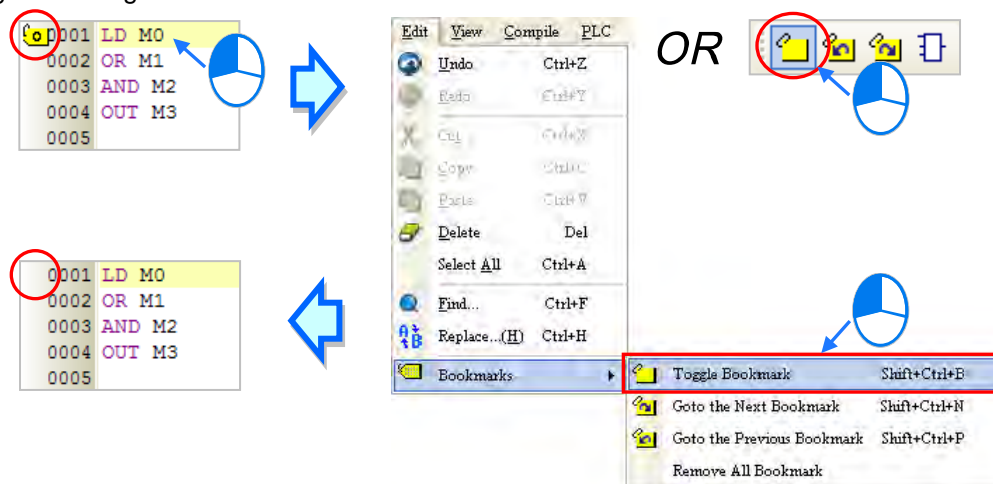 0001 LD M0
0002 OR M1
0003 AND M2
0004 OUT M3
0005
Edit View Compile PLC
Undo Ctrl+Z
Redo Ctrl+Y
Cut Ctrl+X
Copy Ctrl+C
Paste Ctrl+V
Delete Del
Select All Ctrl+A
Find... Ctrl+F
Replace...(H) Ctrl+H
Bookmarks
OR
Toggle Bookmark Shift+Ctrl+B
Goto the Next Bookmark Shift+Ctrl+N
Goto the Previous Bookmark Shift+Ctrl+P
Remove All Bookmark
0001 LD M0
0002 OR M1
0003 AND M2
0004 OUT M3
0005